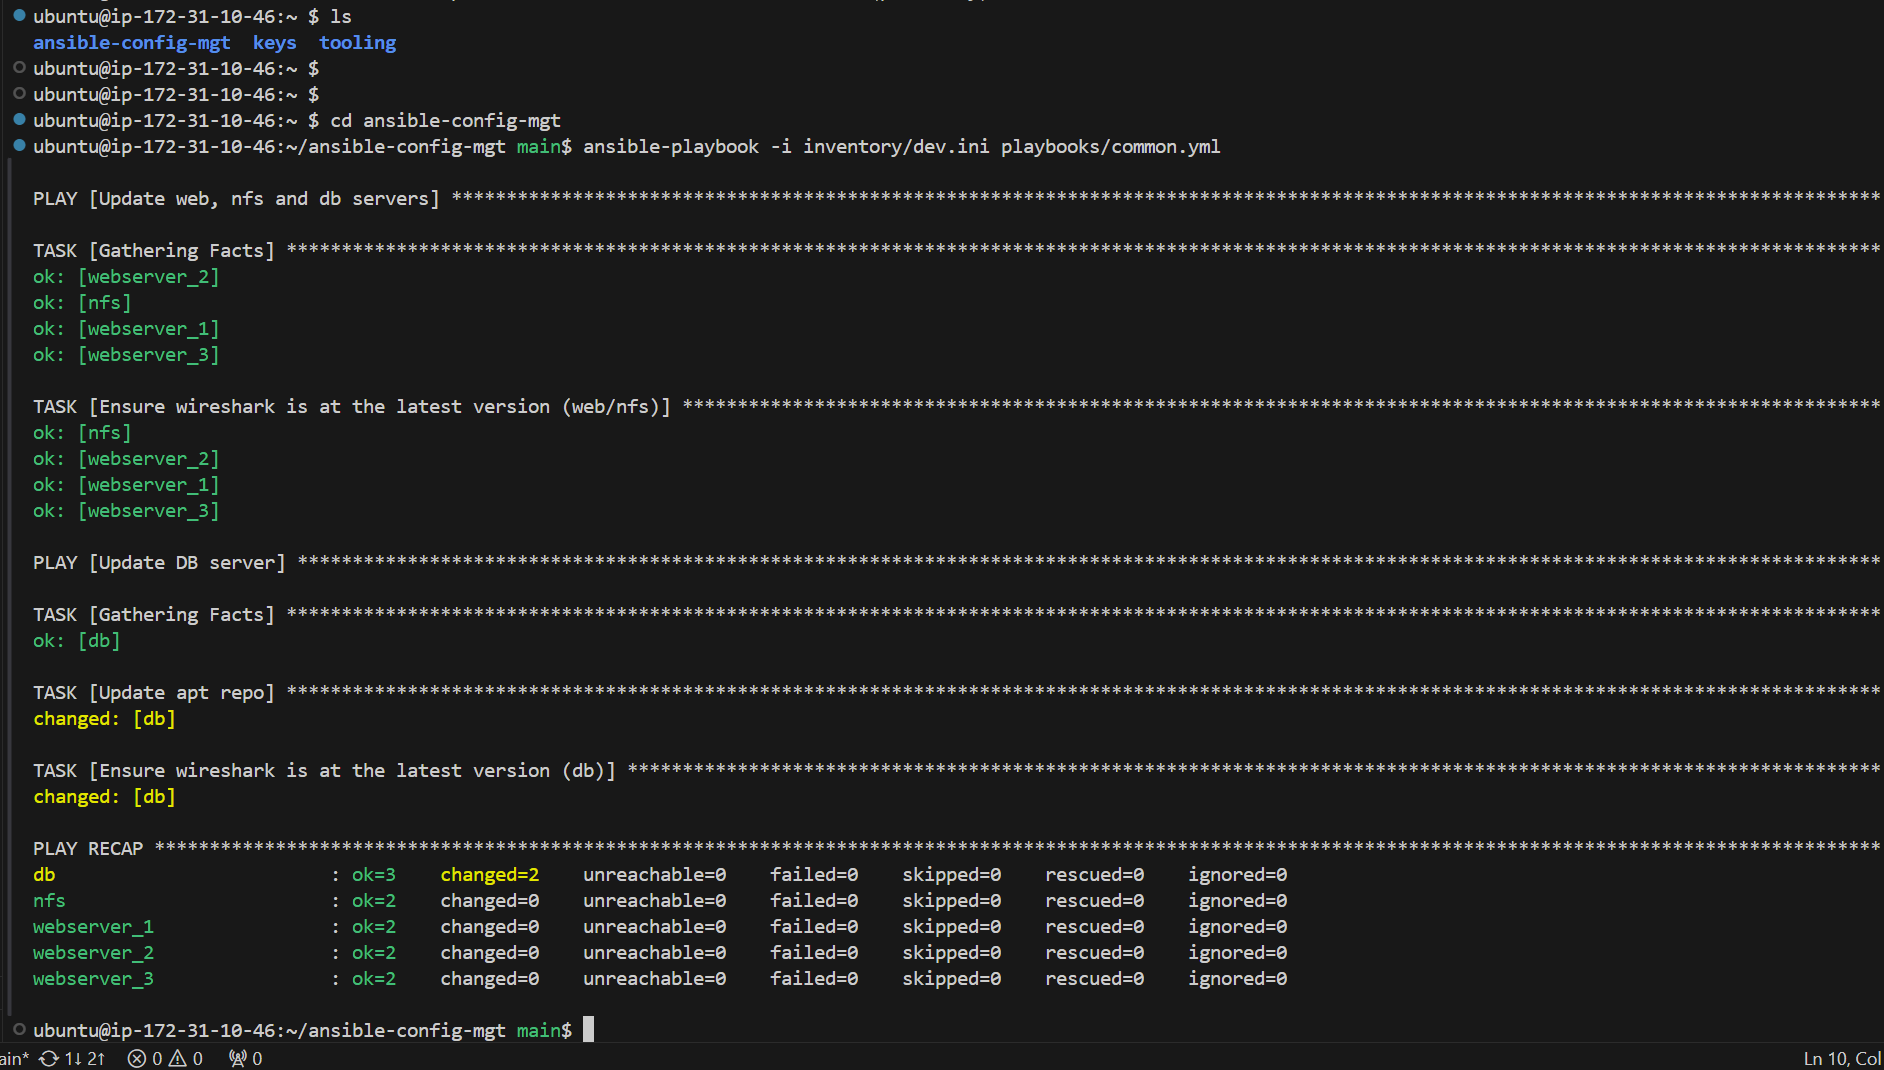 ubuntu@ip-172-31-10-46:~ $ ls
ansible-config-mgt  keys  tooling
ubuntu@ip-172-31-10-46:~ $
ubuntu@ip-172-31-10-46:~ $
ubuntu@ip-172-31-10-46:~ $ cd ansible-config-mgt
ubuntu@ip-172-31-10-46:~/ansible-config-mgt main$ ansible-playbook -i inventory/dev.ini playbooks/common.yml
PLAY [Update web, nfs and db servers] **********************************************************************************************************************************
TASK [Gathering Facts] *************************************************************************************************************************************************
ok: [webserver_2]
ok: [nfs]
ok: [webserver_1]
ok: [webserver_3]
TASK [Ensure wireshark is at the latest version (web/nfs)] *************************************************************************************************************
ok: [nfs]
ok: [webserver_2]
ok: [webserver_1]
ok: [webserver_3]
PLAY [Update DB server] ************************************************************************************************************************************************
TASK [Gathering Facts] *************************************************************************************************************************************************
ok: [db]
TASK [Update apt repo] *************************************************************************************************************************************************
changed: [db]
TASK [Ensure wireshark is at the latest version (db)] ******************************************************************************************************************
changed: [db]
PLAY RECAP *************************************************************************************************************************************************************
db                         : ok=3    changed=2    unreachable=0    failed=0    skipped=0    rescued=0    ignored=0
nfs                        : ok=2    changed=0    unreachable=0    failed=0    skipped=0    rescued=0    ignored=0
webserver_1                : ok=2    changed=0    unreachable=0    failed=0    skipped=0    rescued=0    ignored=0
webserver_2                : ok=2    changed=0    unreachable=0    failed=0    skipped=0    rescued=0    ignored=0
webserver_3                : ok=2    changed=0    unreachable=0    failed=0    skipped=0    rescued=0    ignored=0
ubuntu@ip-172-31-10-46:~/ansible-config-mgt main$
ain* 1↓ 2↑ 0 0 0 Ln 10, Col